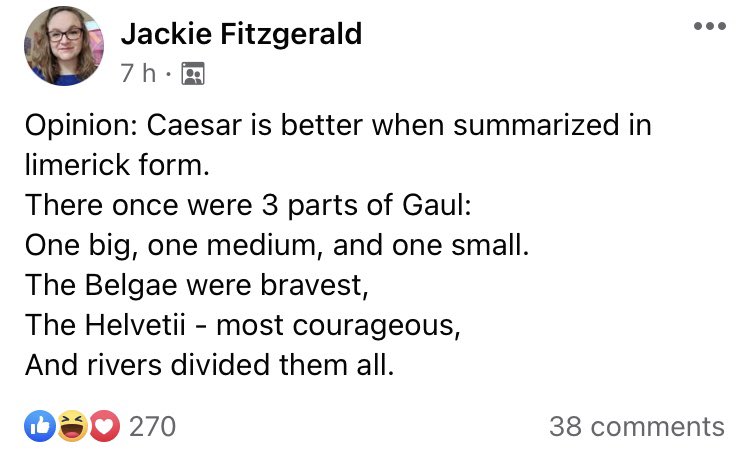 Jackie Fitzgerald
7 h ·
Opinion: Caesar is better when summarized in
limerick form.
There once were 3 parts of Gaul:
One big, one medium, and one small.
The Belgae were bravest,
The Helvetii - most courageous,
And rivers divided them all.
270
38 comments